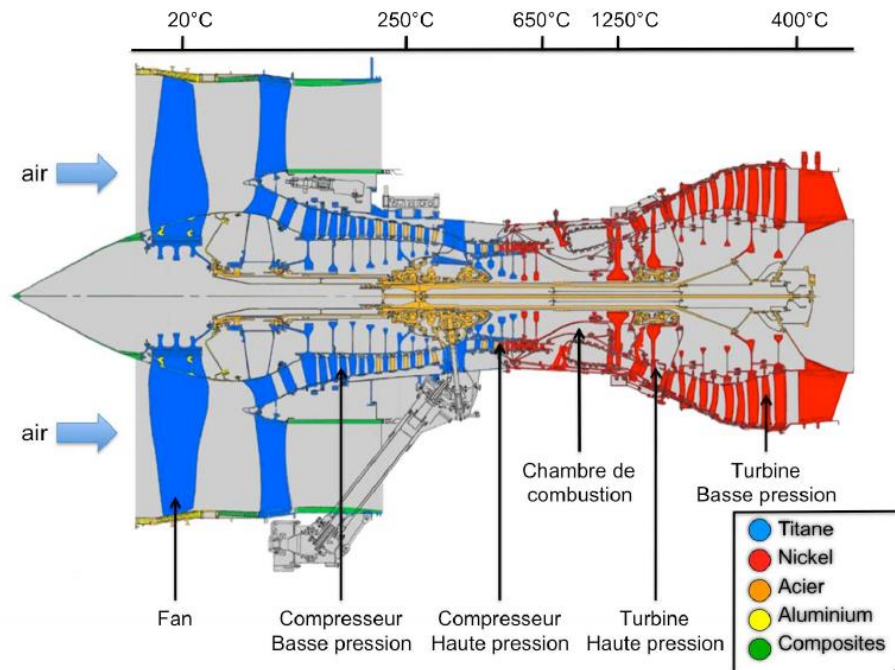 20°C 250°C 650°C 1250°C 400°C
air
air
Chambre de
combustion
Turbine
Basse pression
Fan
Compresseur
Basse pression
Compresseur
Haute pression
Turbine
Haute pression
Titane
Nickel
Acier
Aluminium
Composites